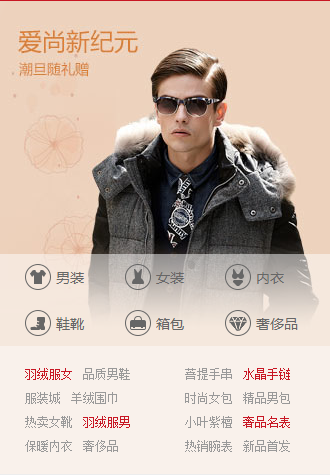 爱尚新纪元
潮旦随礼赠
男装 女装 内衣
鞋靴 箱包 奢侈品
羽绒服女 品质男鞋 菩提手串 水晶手链
服装城 羊绒围巾 时尚女包 精品男包
热卖女靴 羽绒服男 小叶紫檀 奢品名表
保暖内衣 奢侈品 热销腕表 新品首发